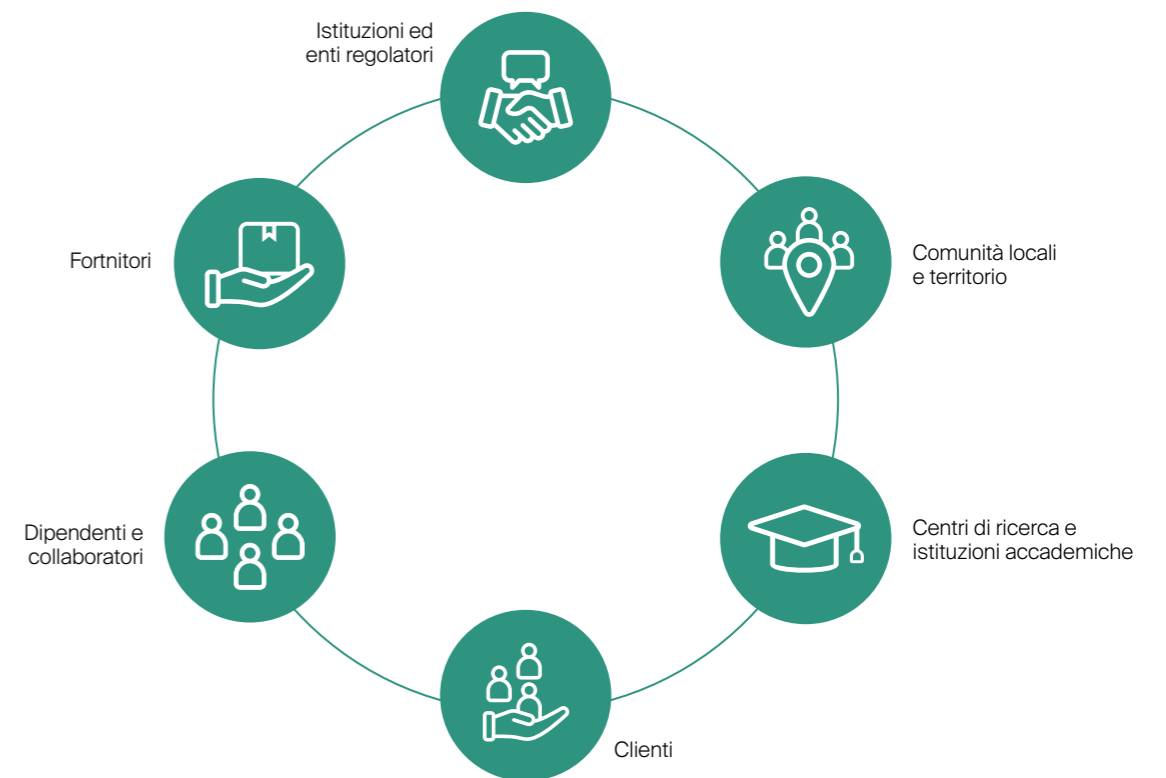 Istituzioni ed
enti regolatori
Fortnitori
Comunità locali
e territorio
Dipendenti e
collaboratori
Centri di ricerca e
istituzioni accademiche
Clienti